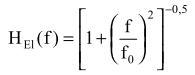 H_El(f) = [1 + (f/f_0)^2]^−0,5